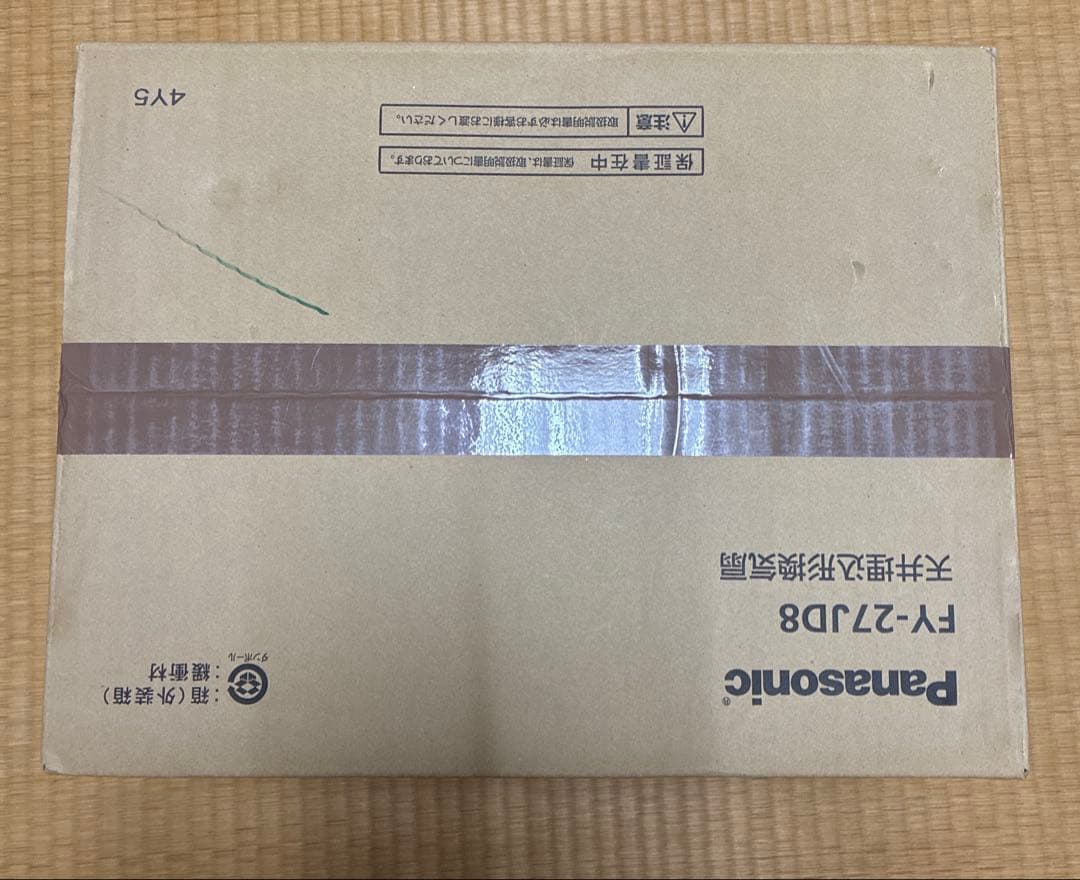 Panasonic®
FY-27JD8
天井埋込形換気扇
ダンボール
：箱（外装箱）
：緩衝材
保証書在中 保証書は、取扱説明書についております。
注意 取扱説明書は必ずお客様にお渡しください。
4Y5